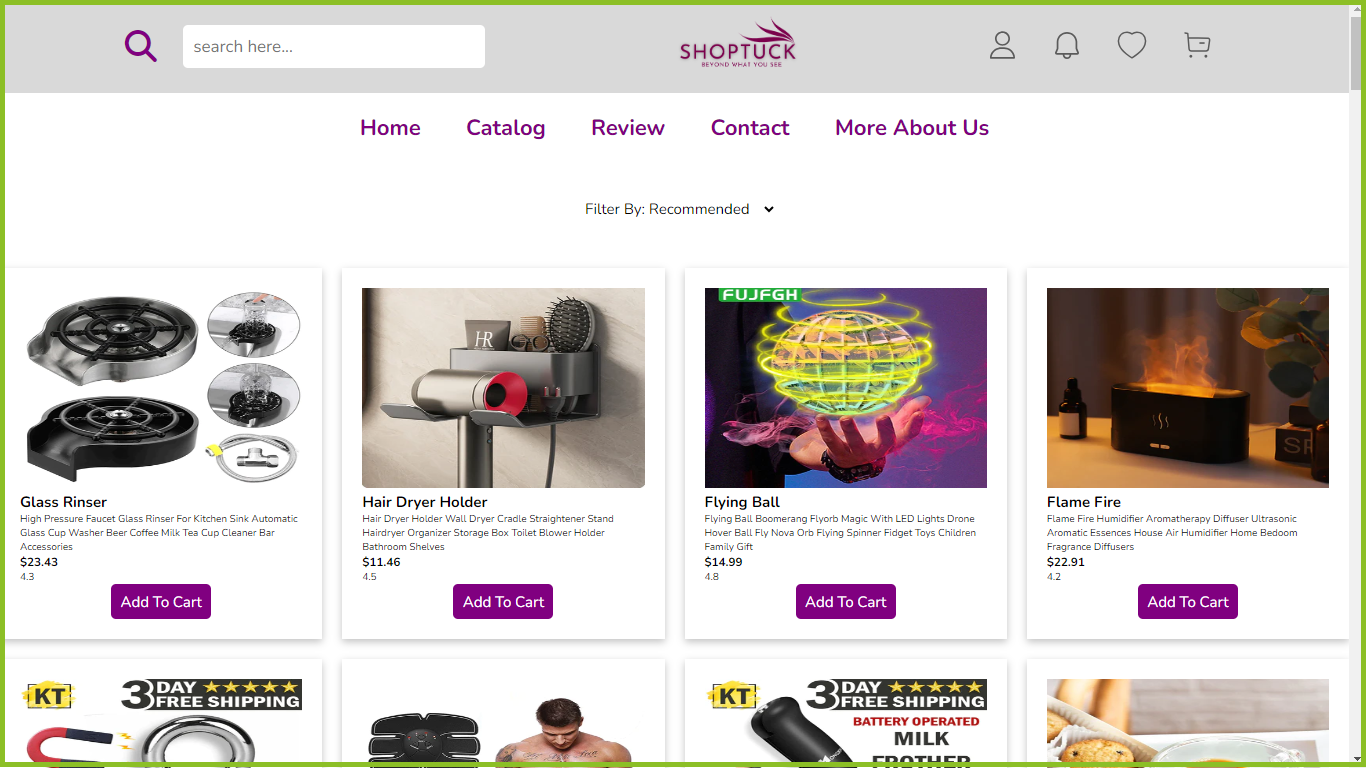 search here...
SHOPTUCK
BEYOND WHAT YOU SEE
Home
Catalog
Review
Contact
More About Us
Filter By: Recommended
Glass Rinser
High Pressure Faucet Glass Rinser For Kitchen Sink Automatic
Glass Cup Washer Beer Coffee Milk Tea Cup Cleaner Bar
Accessories
$23.43
4.3
Add To Cart
HR
Hair Dryer Holder
Hair Dryer Holder Wall Dryer Cradle Straightener Stand
Hairdryer Organizer Storage Box Toilet Blower Holder
Bathroom Shelves
$11.46
4.5
Add To Cart
FUJFGH
Flying Ball
Flying Ball Boomerang Flyorb Magic With LED Lights Drone
Hover Ball Fly Nova Orb Flying Spinner Fidget Toys Children
Family Gift
$14.99
4.8
Add To Cart
Flame Fire
Flame Fire Humidifier Aromatherapy Diffuser Ultrasonic
Aromatic Essences House Air Humidifier Home Bedoom
Fragrance Diffusers
$22.91
4.2
Add To Cart
KT
3 DAY
FREE SHIPPING
KT
3 DAY
FREE SHIPPING
BATTERY OPERATED
MILK
FROTHER